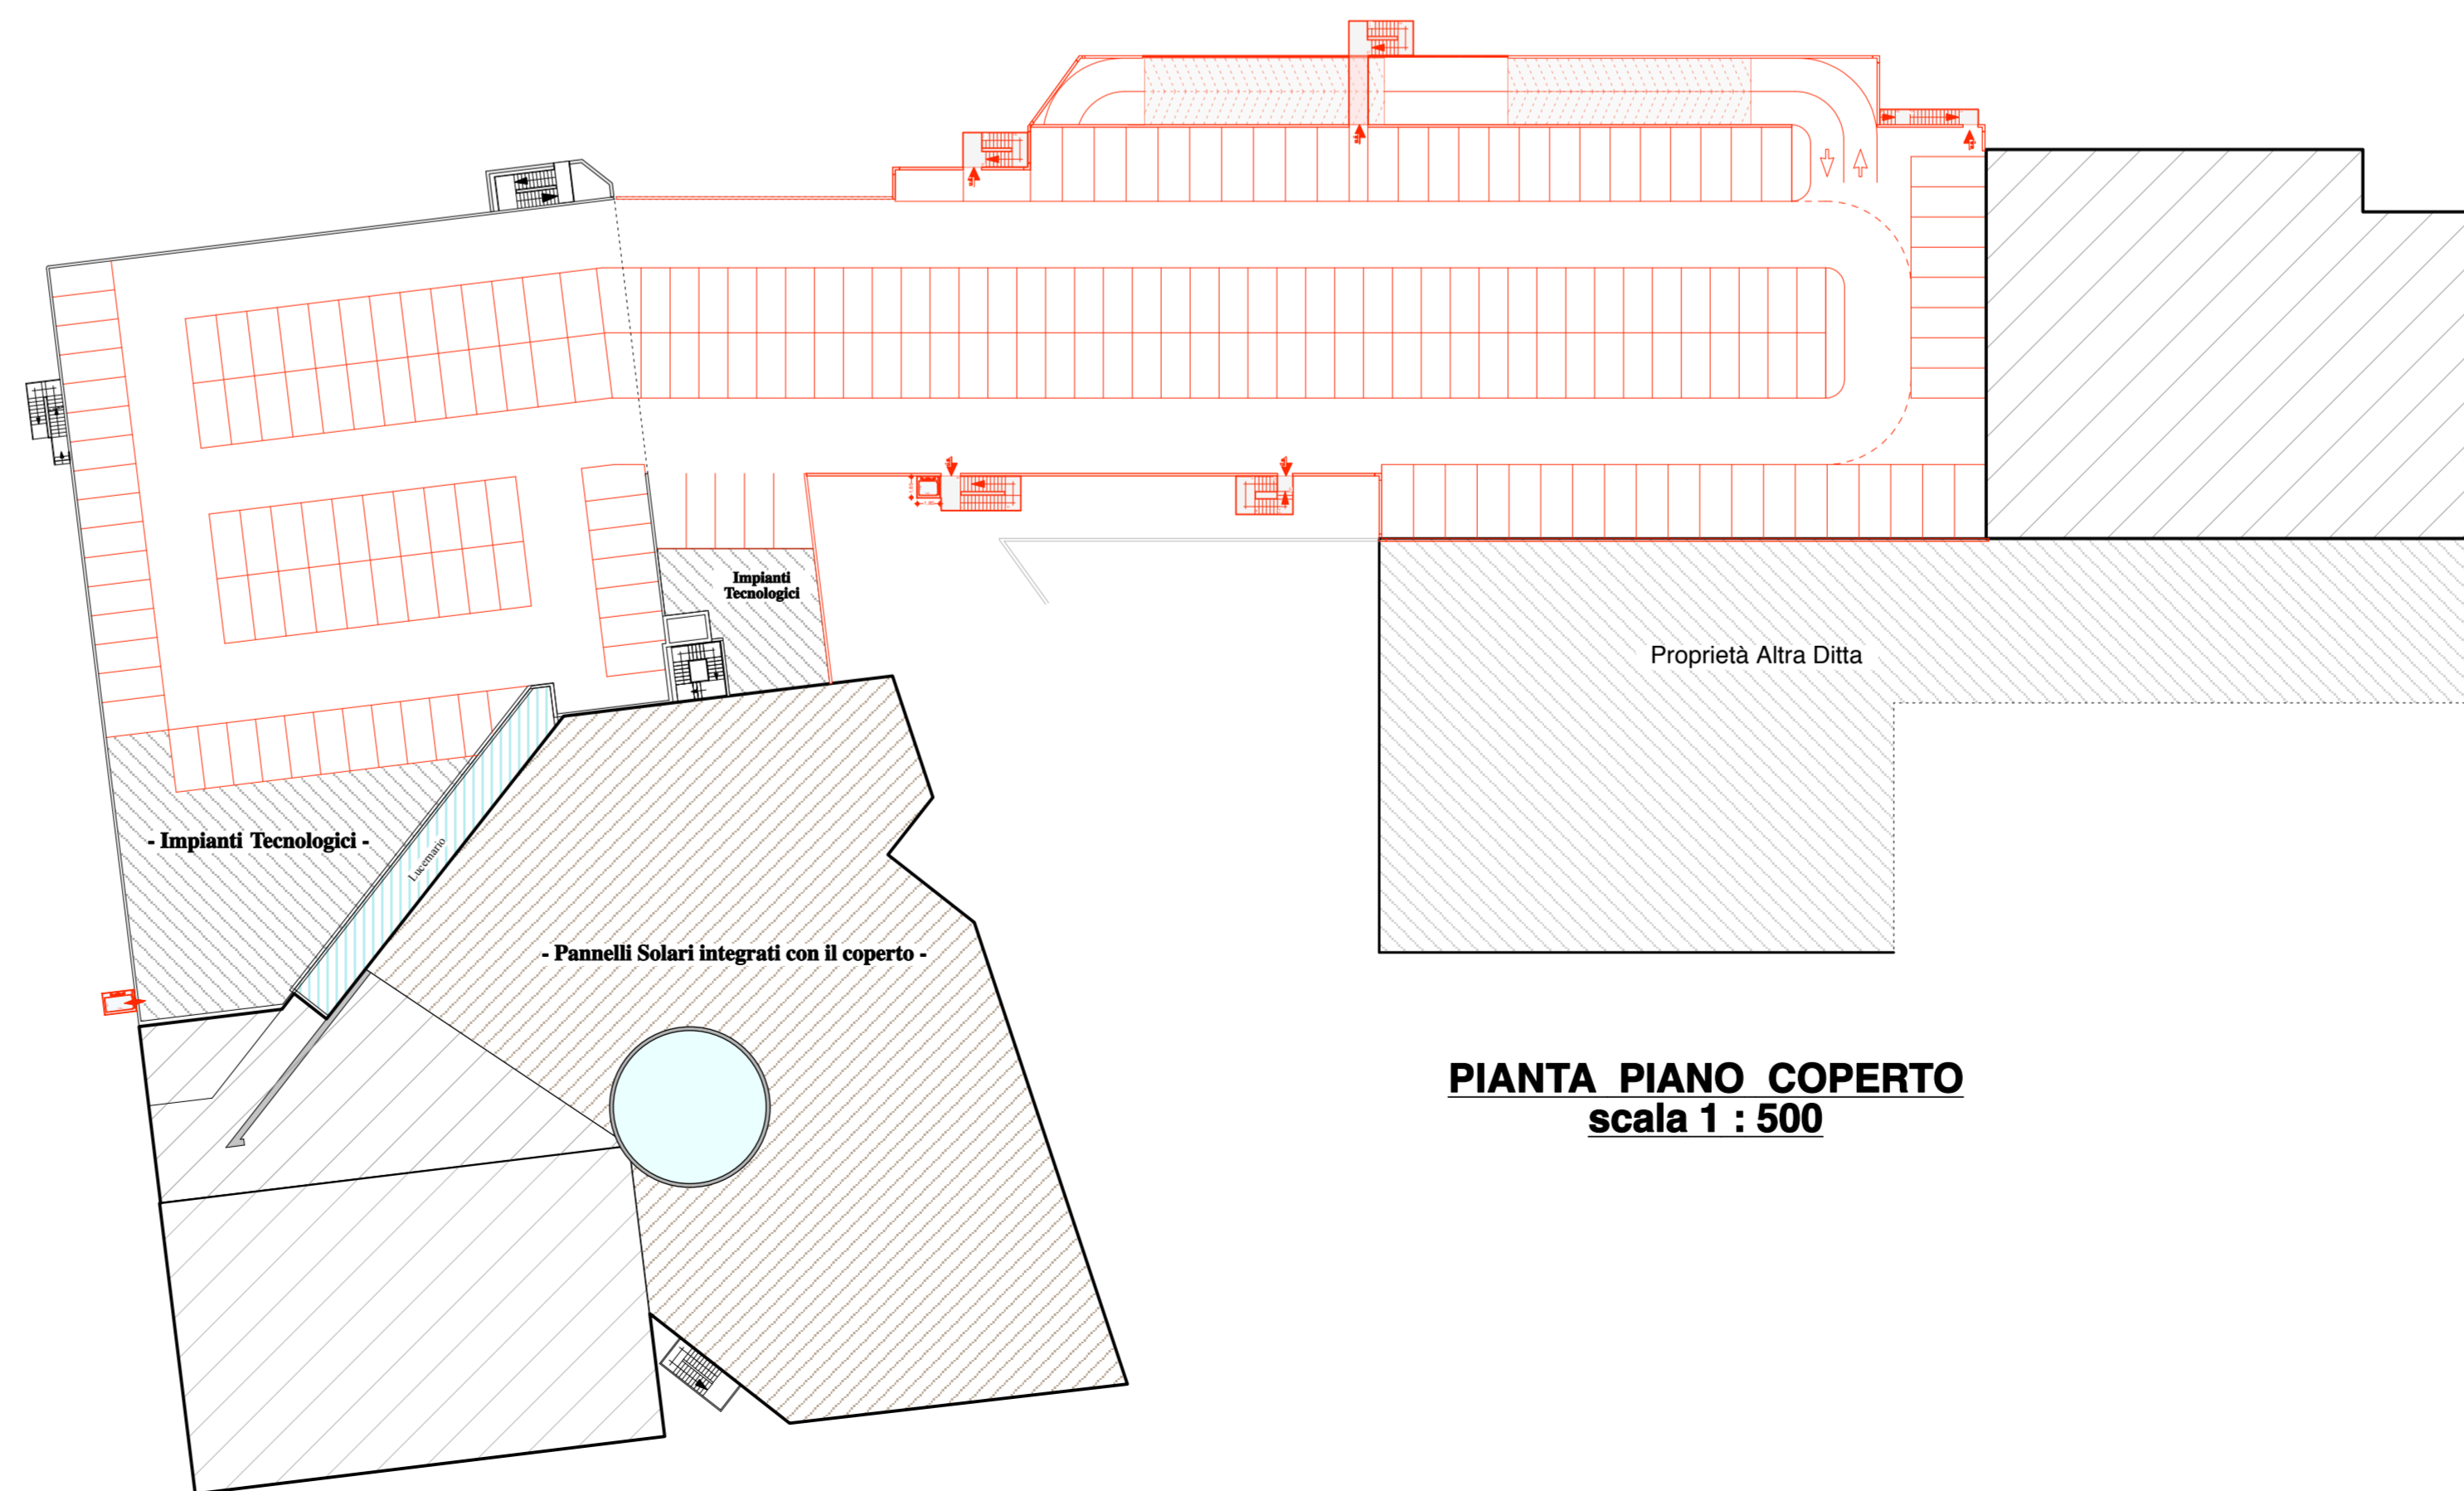 Impianti
Tecnologici
Proprietà Altra Ditta
- Impianti Tecnologici -
Lucernario
- Pannelli Solari integrati con il coperto -
PIANTA PIANO COPERTO
scala 1 : 500